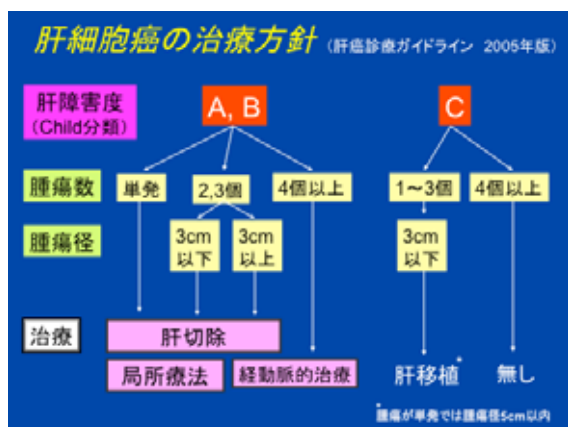 肝細胞癌の治療方針 (肝癌診療ガイドライン 2005年版)
肝障害度
(Child分類)
A, B
C
腫瘍数
単発
2,3個
4個以上
1〜3個
4個以上
腫瘍径
3cm
以下
3cm
以上
3cm
以下
治療
肝切除
局所療法
経動脈的治療
肝移植*
無し
*腫瘍が単発では腫瘍径5cm以内